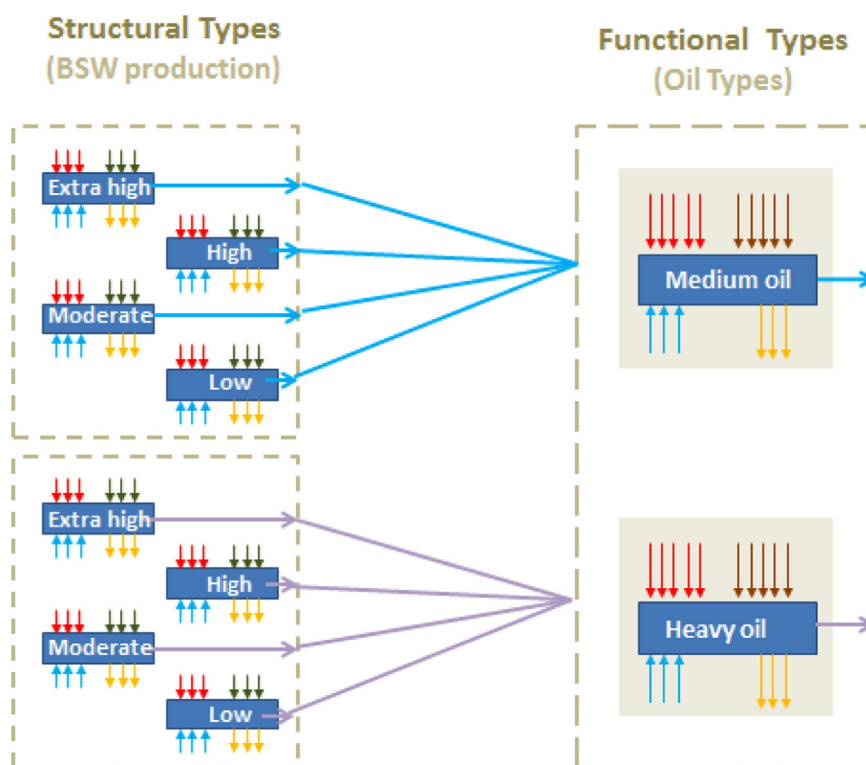 Structural Types
(BSW production)
Functional Types
(Oil Types)
Extra high
High
Moderate
Low
Medium oil
Extra high
High
Moderate
Low
Heavy oil